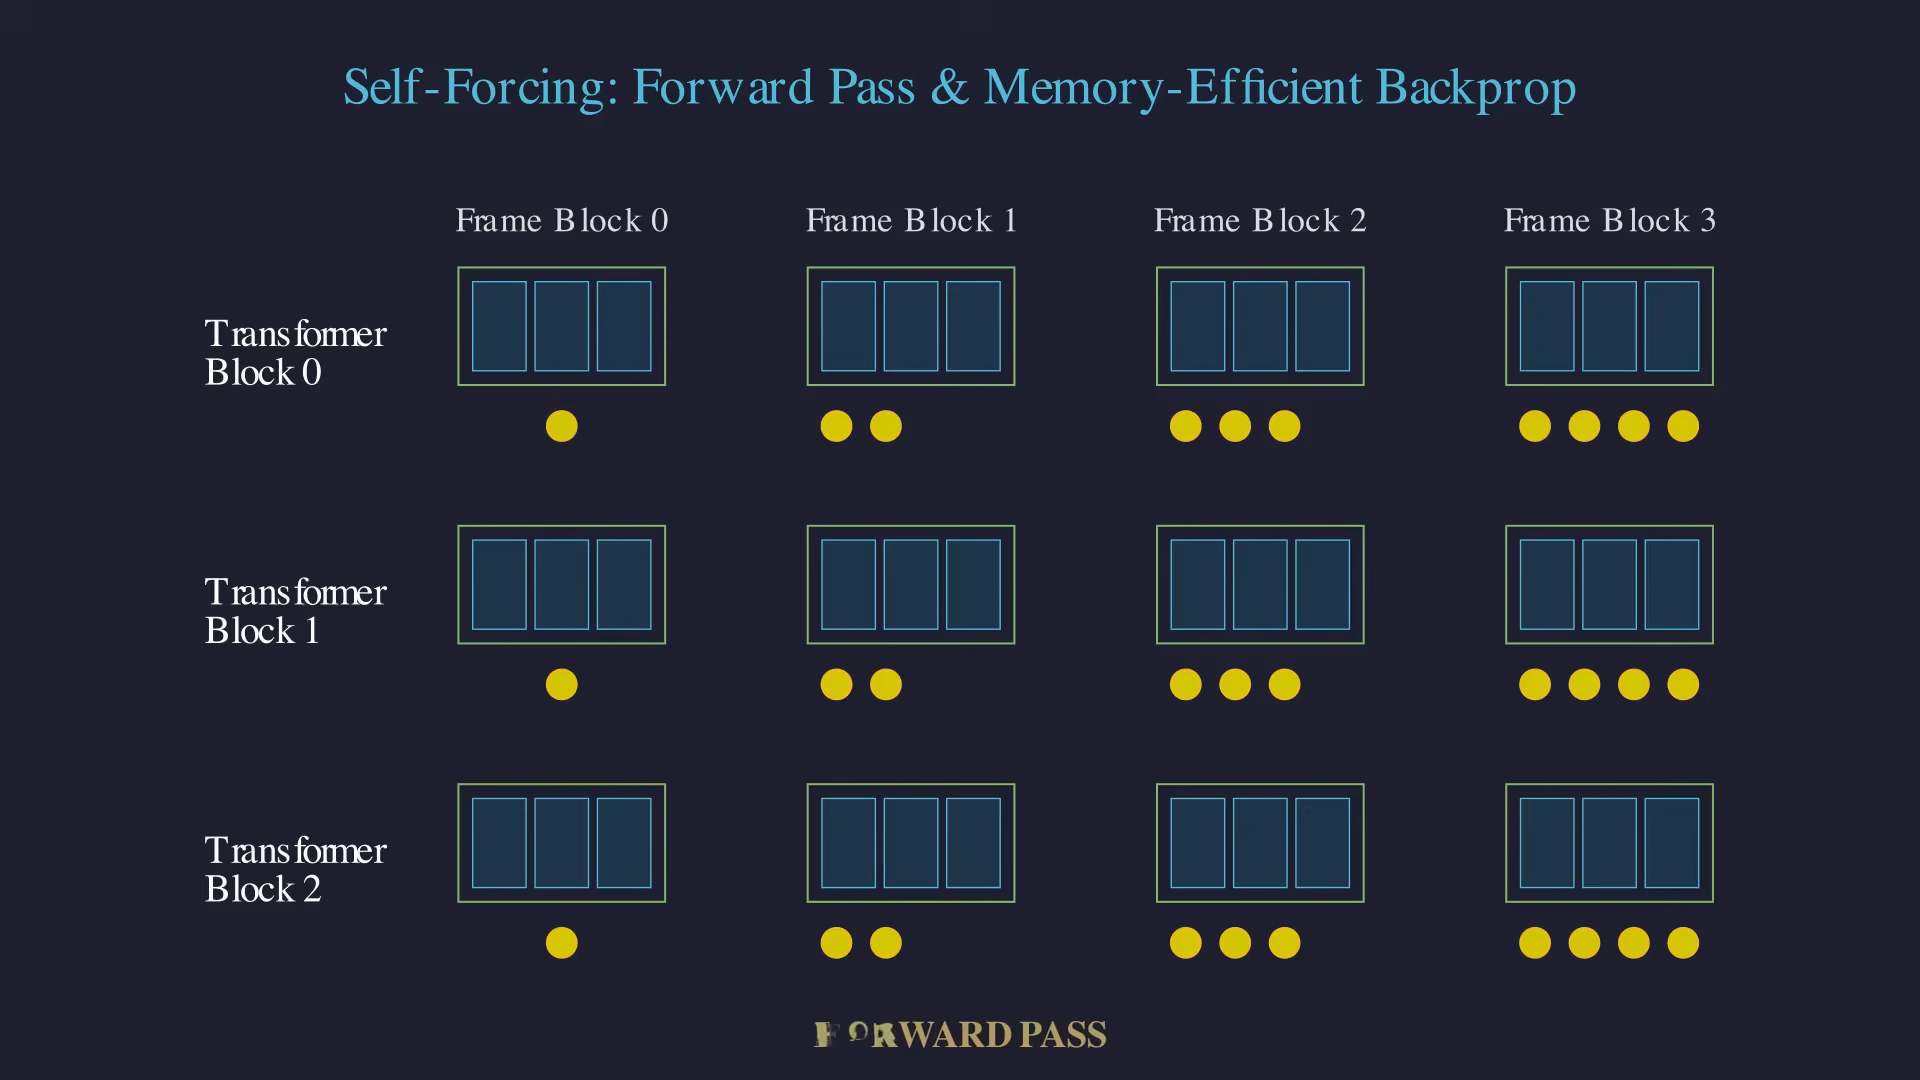 Self-Forcing: Forward Pass & Memory-Efficient Backprop
Frame Block 0
Frame Block 1
Frame Block 2
Frame Block 3
Transformer
Block 0
Transformer
Block 1
Transformer
Block 2
FORWARD PASS